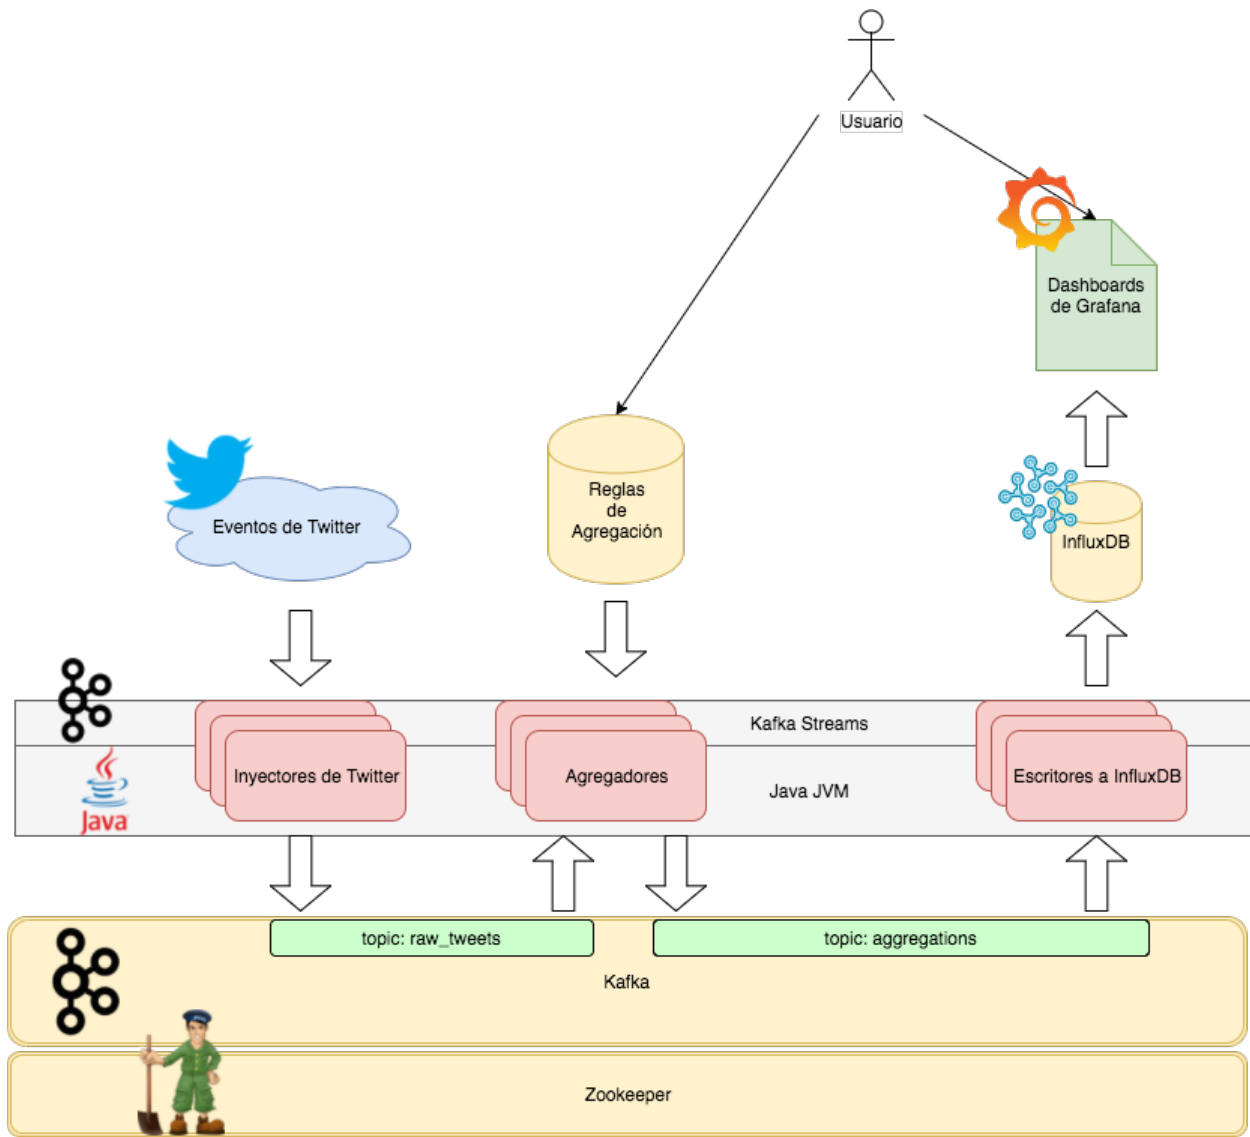 Usuario
Dashboards
de Grafana
Reglas
de
Agregación
Eventos de Twitter
InfluxDB
Kafka Streams
Inyectores de Twitter
Agregadores
Java JVM
Escritores a InfluxDB
Java
topic: raw_tweets
topic: aggregations
Kafka
Zookeeper